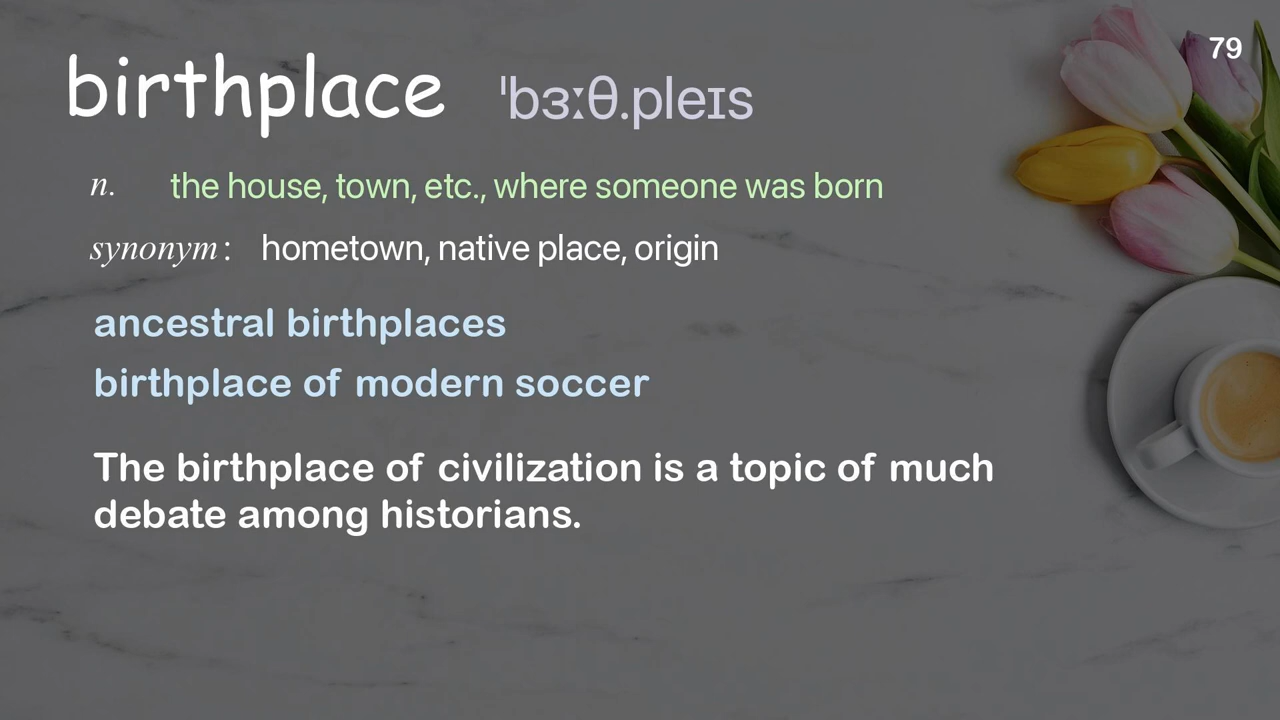 79
birthplace ˈbɜːθ.pleɪs
n. the house, town, etc., where someone was born
synonym: hometown, native place, origin
ancestral birthplaces
birthplace of modern soccer
The birthplace of civilization is a topic of much
debate among historians.